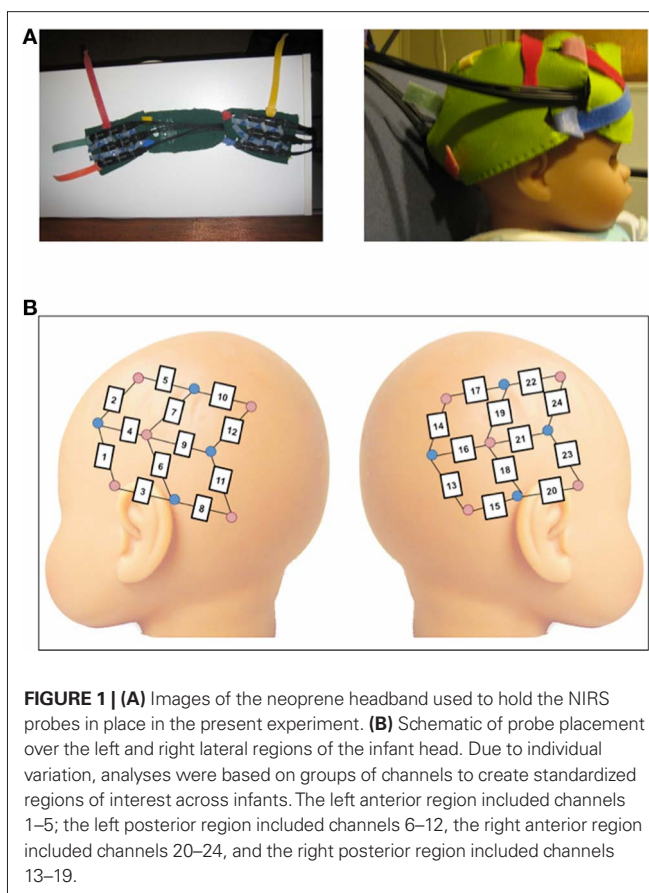 A
B
5
2
10
7
4
12
9
1
6
11
3
8
17
22
24
19
14
21
16
23
18
13
20
15
FIGURE 1 | (A) Images of the neoprene headband used to hold the NIRS
probes in place in the present experiment. (B) Schematic of probe placement
over the left and right lateral regions of the infant head. Due to individual
variation, analyses were based on groups of channels to create standardized
regions of interest across infants. The left anterior region included channels
1–5; the left posterior region included channels 6–12, the right anterior region
included channels 20–24, and the right posterior region included channels
13–19.